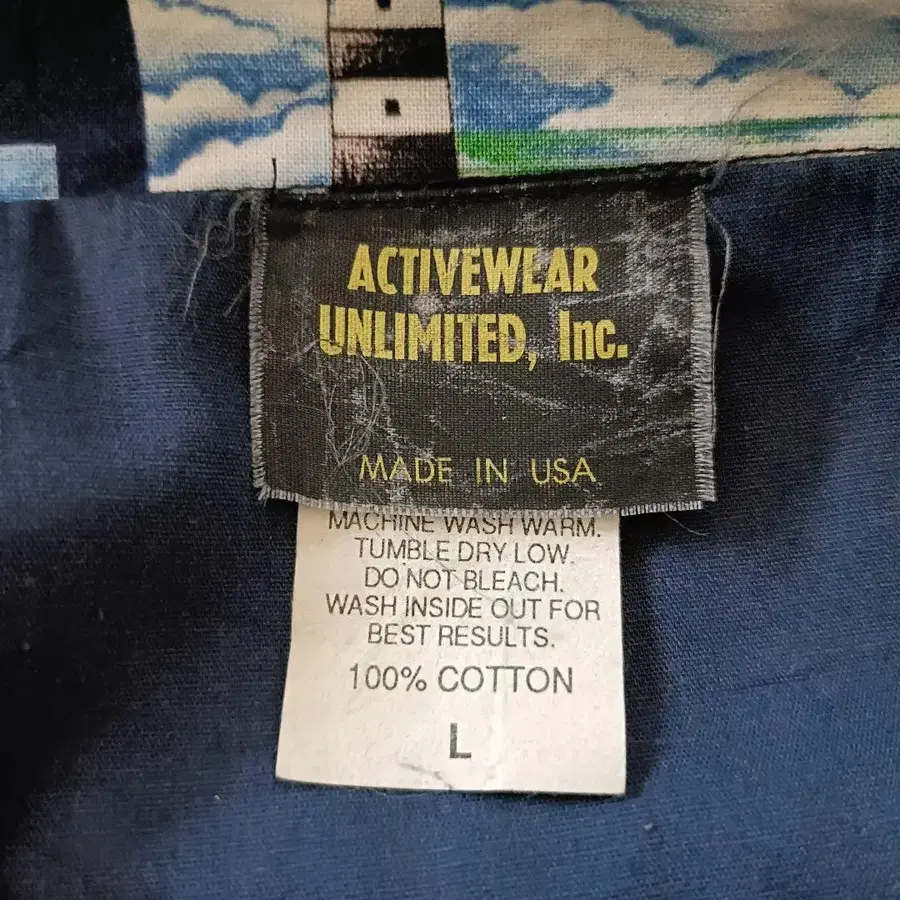 ACTIVEWEAR
UNLIMITED, Inc.
MADE IN USA
MACHINE WASH WARM.
TUMBLE DRY LOW.
DO NOT BLEACH.
WASH INSIDE OUT FOR
BEST RESULTS.
100% COTTON
L